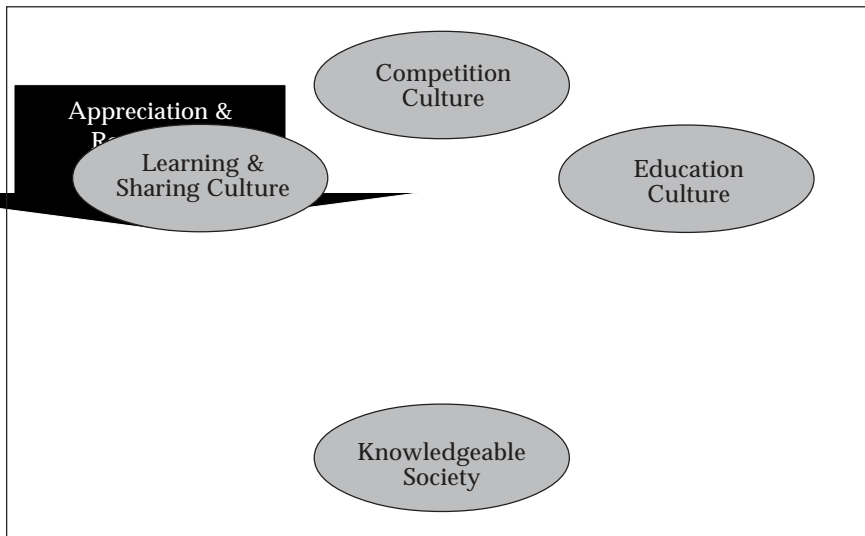 Competition
Culture
Appreciation &
Learning &
Sharing Culture
Education
Culture
Knowledgeable
Society